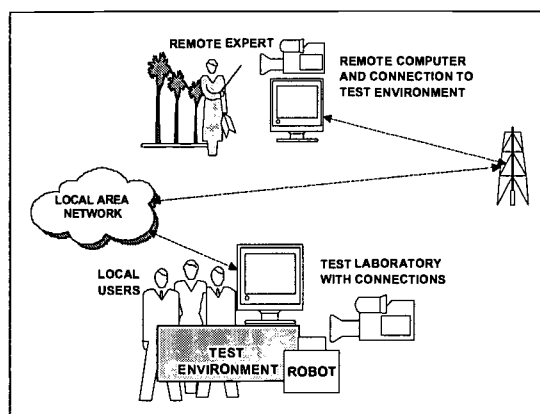 REMOTE EXPERT
REMOTE COMPUTER
AND CONNECTION TO
TEST ENVIRONMENT
LOCAL AREA
NETWORK
LOCAL
USERS
TEST LABORATORY
WITH CONNECTIONS
TEST
ENVIRONMENT
ROBOT